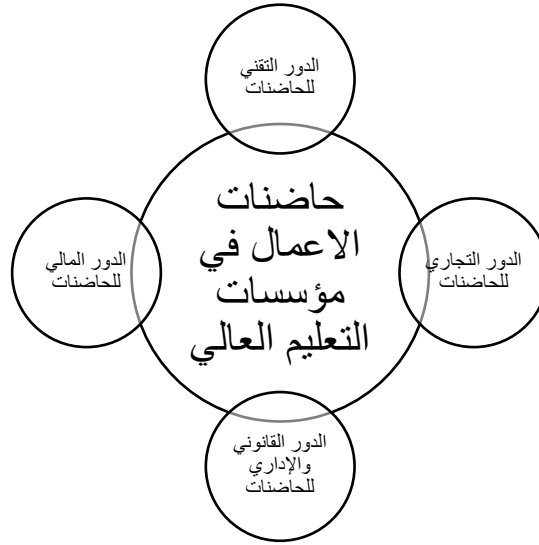 الدور التقني
للحاضنات
حاضنات
الاعمال في
مؤسسات
التعليم العالي
الدور التجاري
للحاضنات
الدور المالي
للحاضنات
الدور القانوني
والإداري
للحاضنات